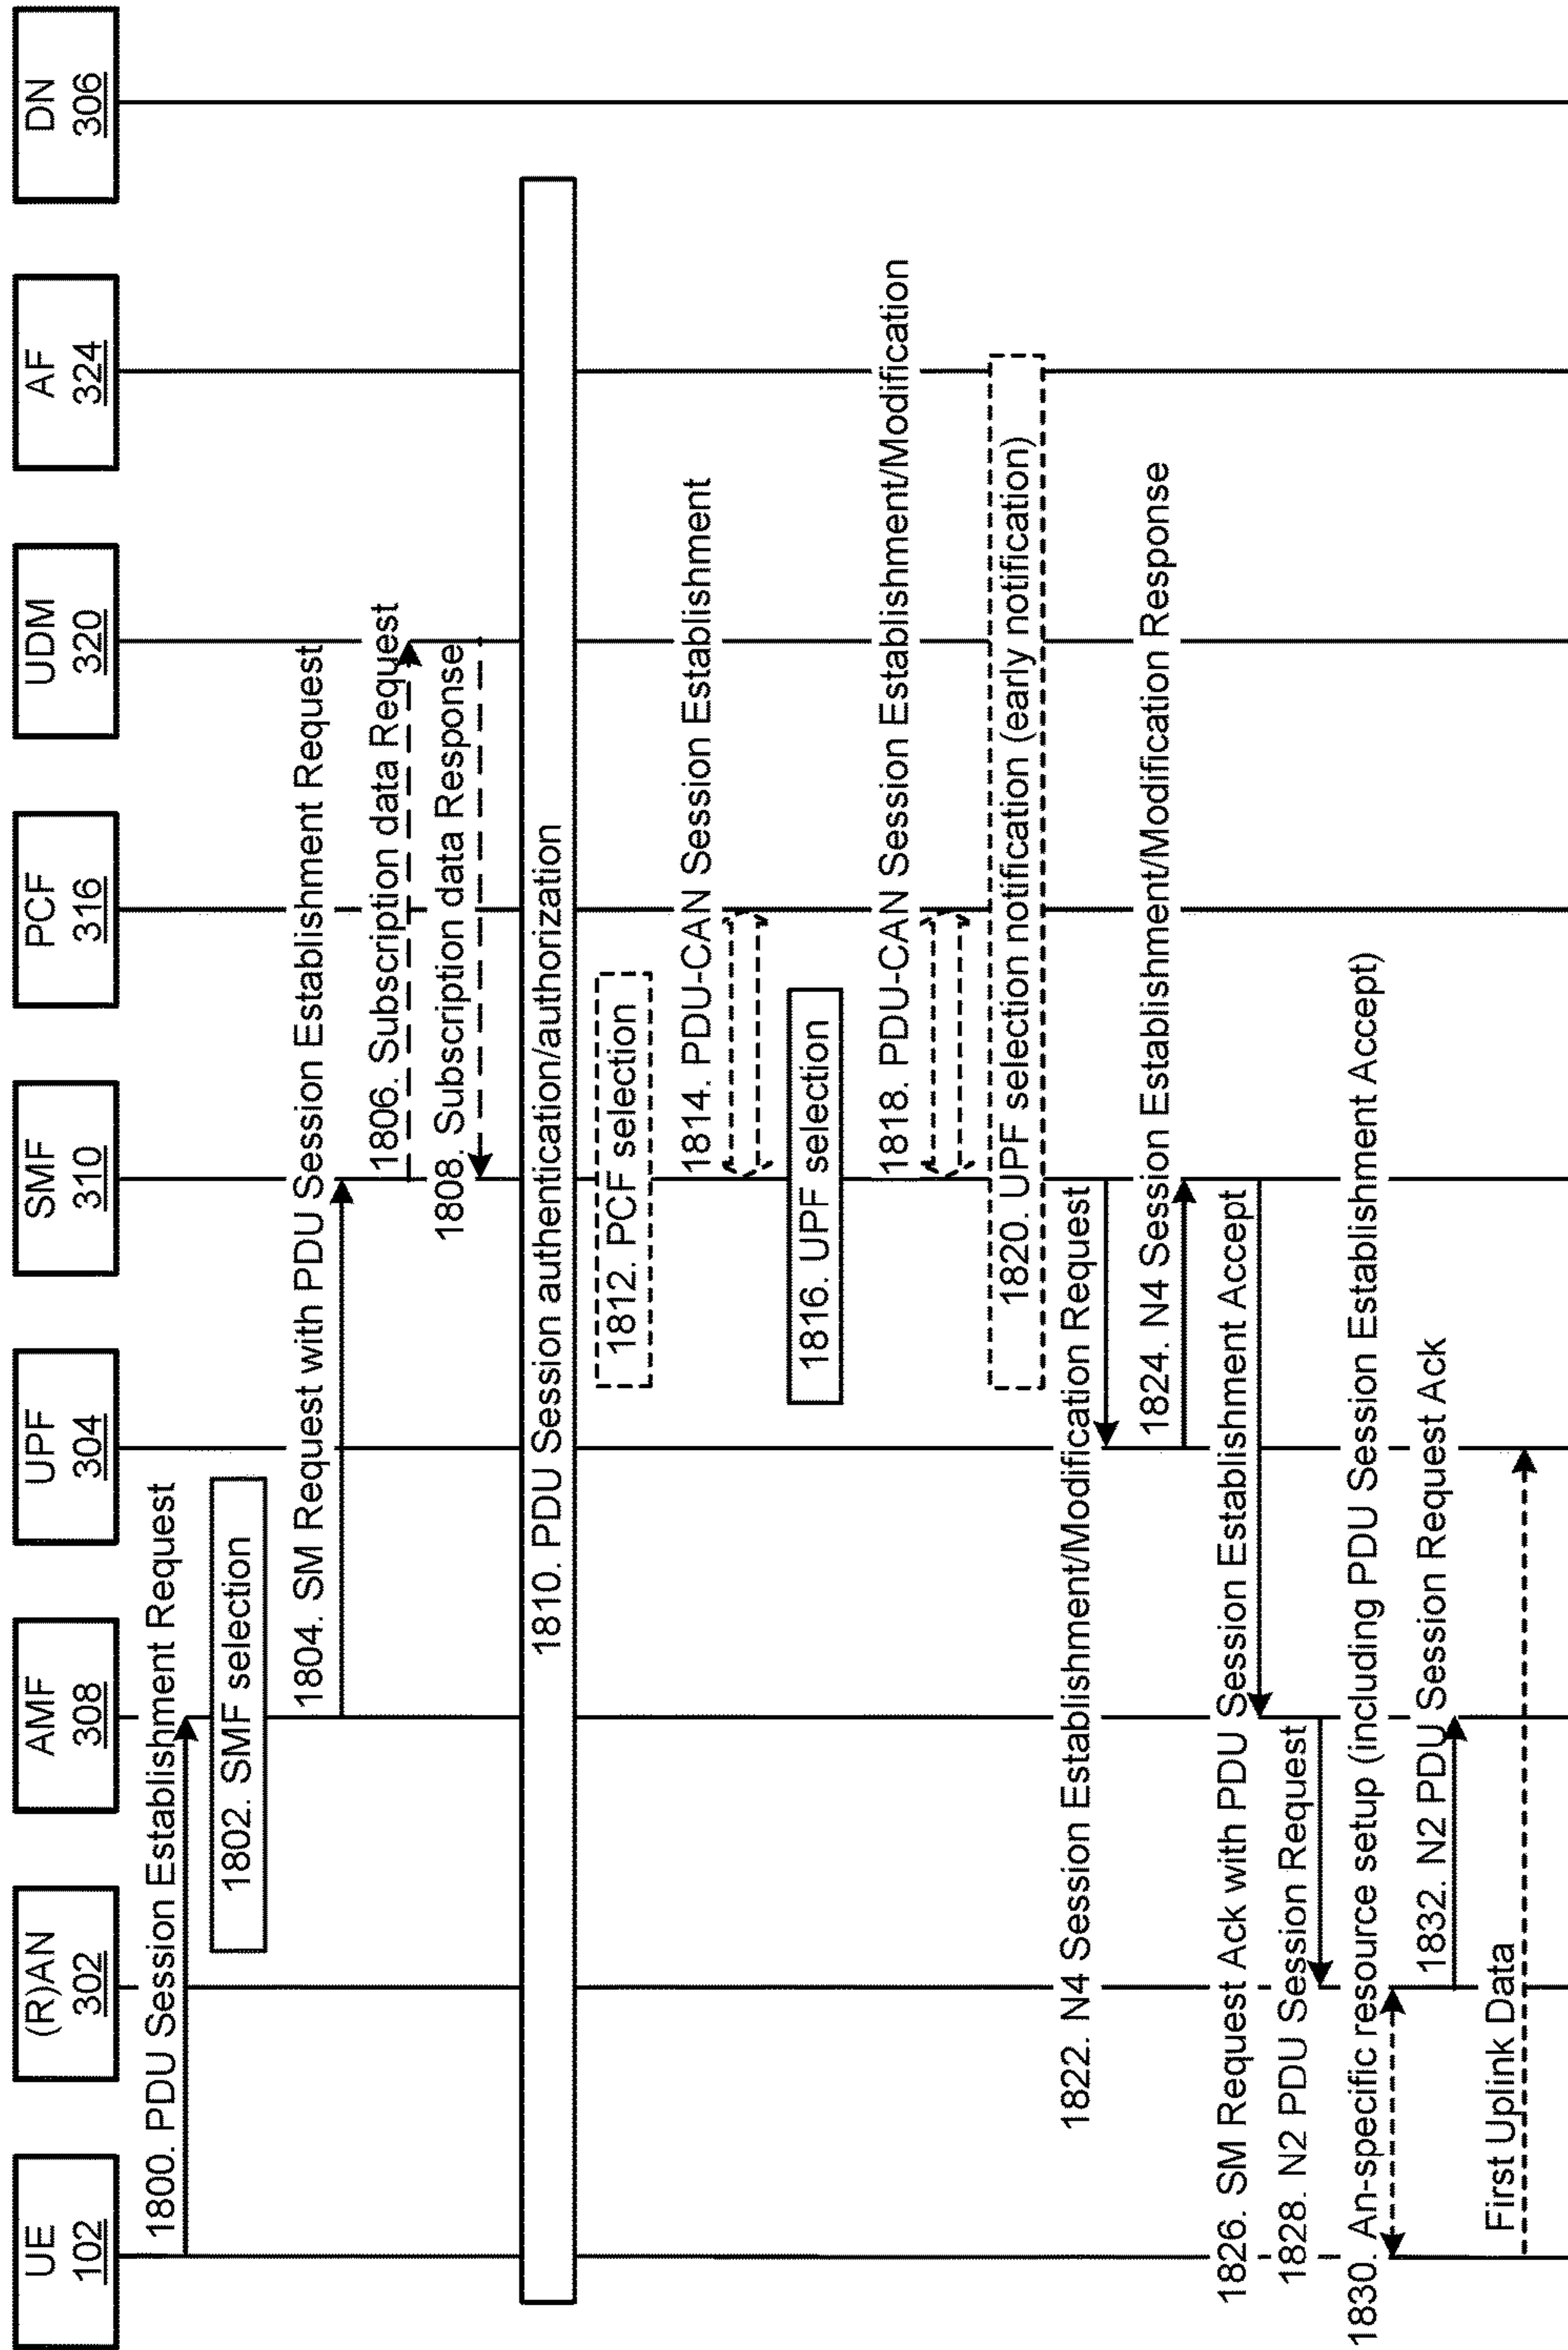 UE
102
(R)AN
302
AMF
308
UPF
304
SMF
310
PCF
316
UDM
320
AF
324
DN
306
1800. PDU Session Establishment Request
1802. SMF selection
1804. SM Request with PDU Session Establishment Request
1806. Subscription data Request
1808. Subscription data Response
1810. PDU Session authentication/authorization
1812. PCF selection
1814. PDU-CAN Session Establishment
1816. UPF selection
1818. PDU-CAN Session Establishment/Modification
1820. UPF selection notification (early notification)
1822. N4 Session Establishment/Modification Request
1824. N4 Session Establishment/Modification Response
1826. SM Request Ack with PDU Session Establishment Accept
1828. N2 PDU Session Request
1830. An-specific resource setup (including PDU Session Establishment Accept)
1832. N2 PDU Session Request Ack
First Uplink Data